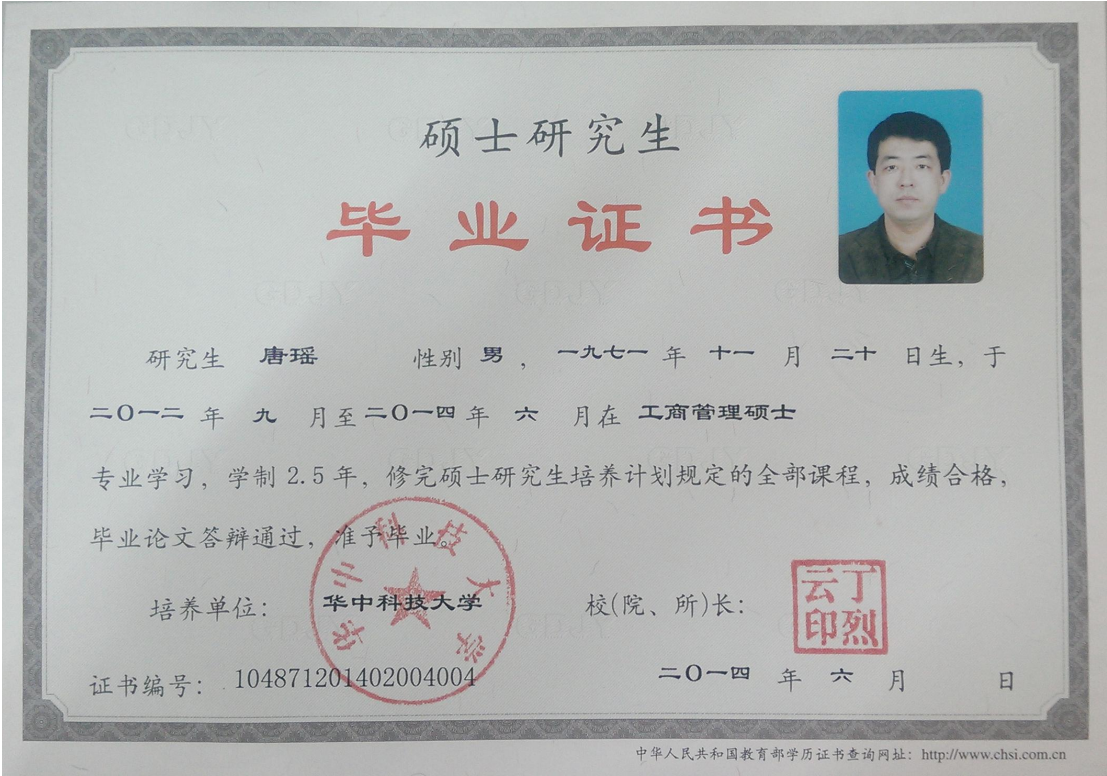 硕士研究生
毕业证书
研究生 唐瑶 性别 男， 一九七一 年 十一 月 二十 日生，于
二〇一二 年 九 月至 二〇一四 年 六 月在 工商管理硕士
专业学习，学制 2.5 年，修完硕士研究生培养计划规定的全部课程，成绩合格，
毕业论文答辩通过，准予毕业。
华中科技大学
培养单位： 华中科技大学 校(院、所)长：
丁烈云印
证书编号： 104871201402004004 二〇一四 年 六 月 日
中华人民共和国教育部学历证书查询网址： http://www.chsi.com.cn